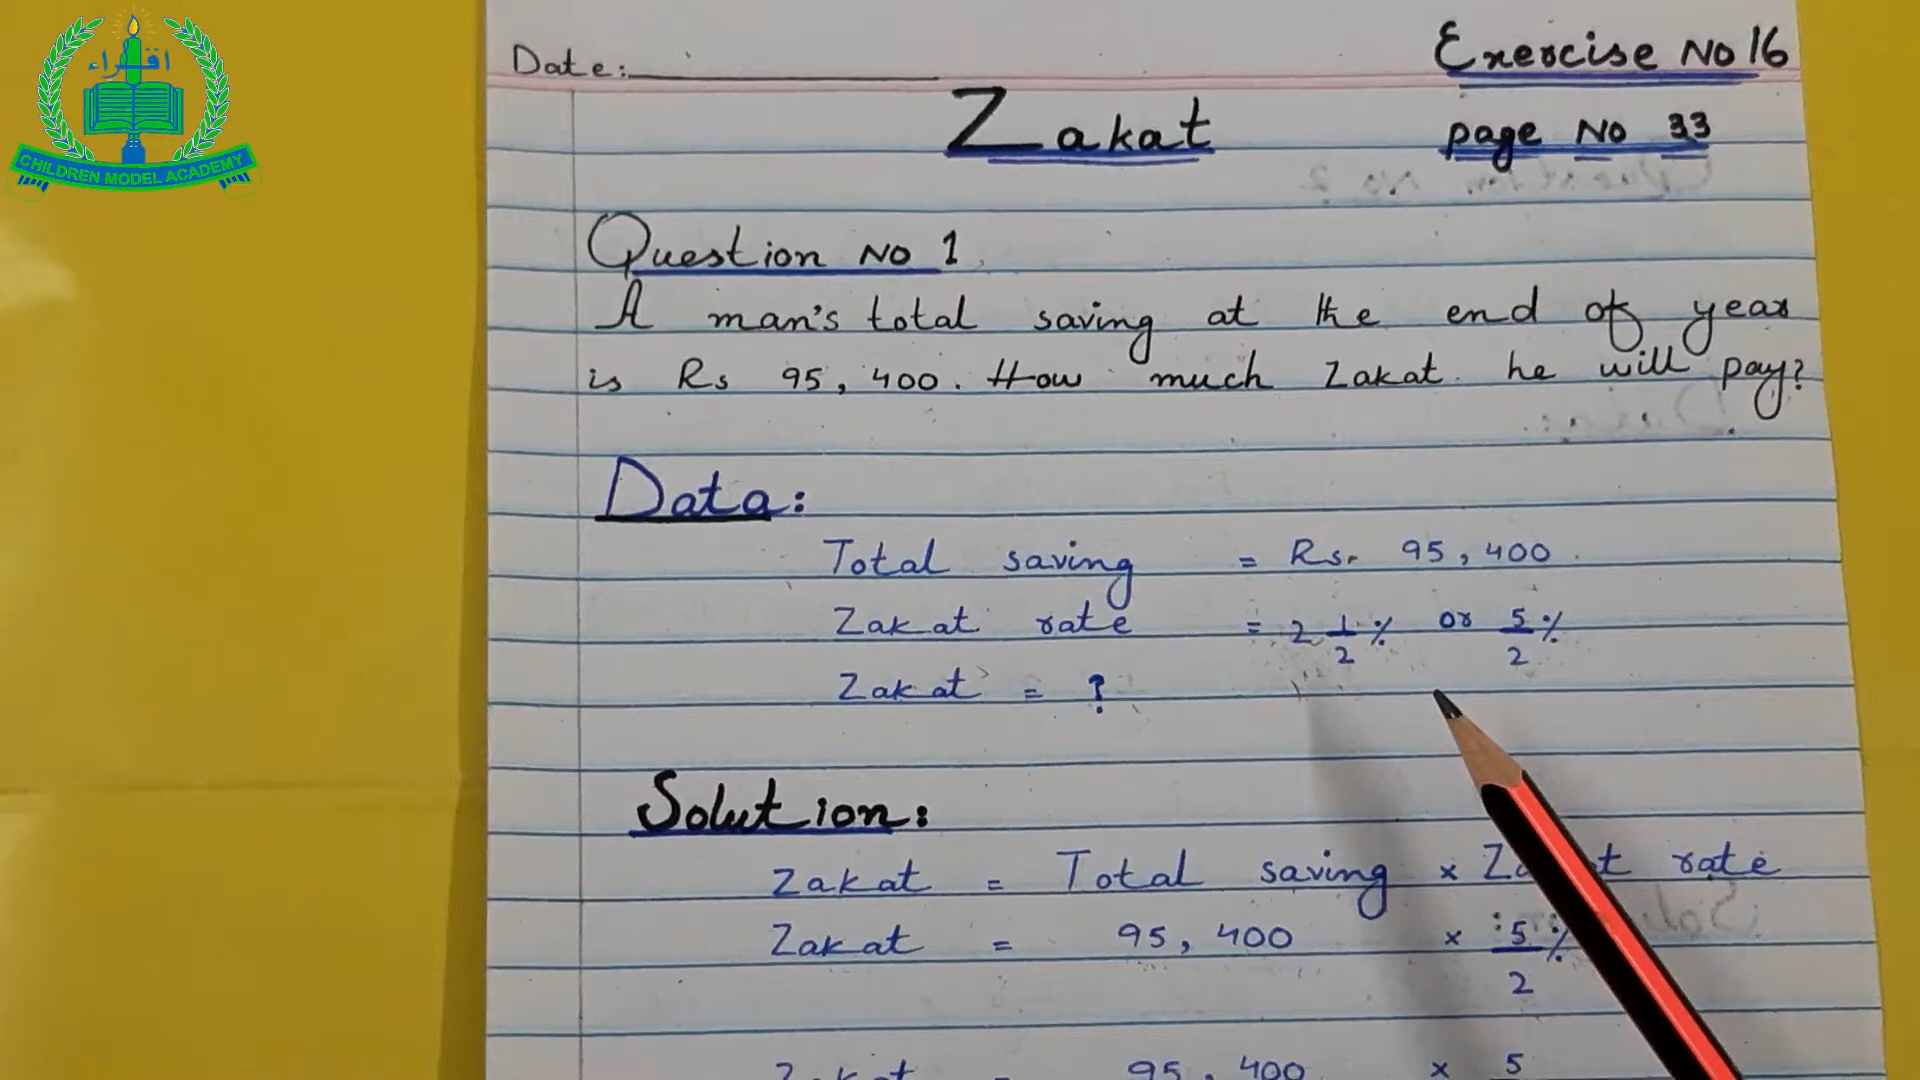 اقراء
CHILDREN MODEL ACADEMY
Date:
Exercise No 16
Zakat
page No 33
Question No 1
A man's total saving at the end of year
is Rs 95,400. How much Zakat he will pay?
Data:
Total saving = Rs. 95,400.
Zakat rate = 2 1/2 % or 5/2 %
Zakat = ?
Solution:
Zakat = Total saving × rate
Zakat = 95,400 × 5/2 %
95,400 × 5